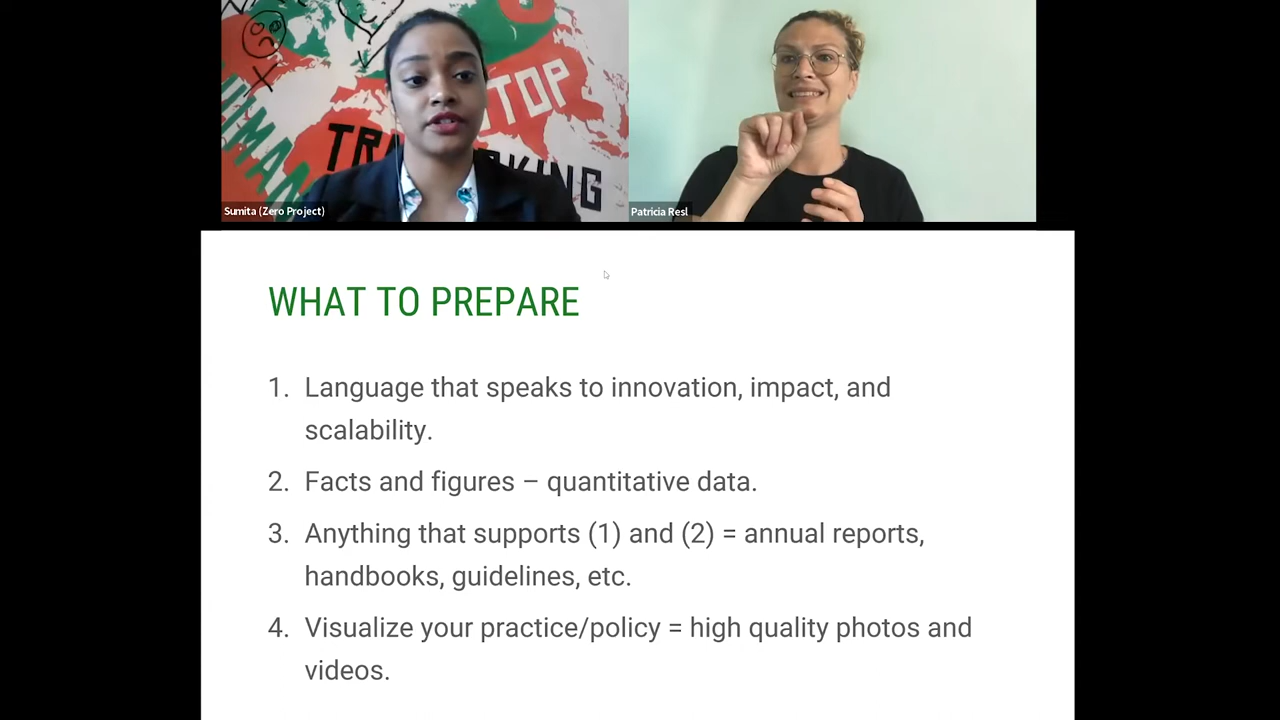 STOP
HUMAN
Sumita (Zero Project)
Patricia Resl
WHAT TO PREPARE
1. Language that speaks to innovation, impact, and
scalability.
2. Facts and figures – quantitative data.
3. Anything that supports (1) and (2) = annual reports,
handbooks, guidelines, etc.
4. Visualize your practice/policy = high quality photos and
videos.